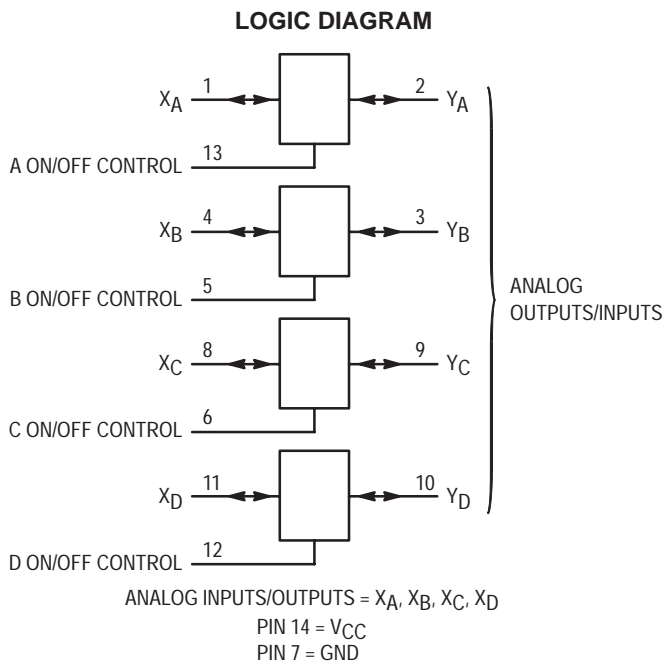 LOGIC DIAGRAM
XA 1 2 YA
A ON/OFF CONTROL 13
XB 4 3 YB
B ON/OFF CONTROL 5
ANALOG
OUTPUTS/INPUTS
XC 8 9 YC
C ON/OFF CONTROL 6
XD 11 10 YD
D ON/OFF CONTROL 12
ANALOG INPUTS/OUTPUTS = XA, XB, XC, XD
PIN 14 = VCC
PIN 7 = GND